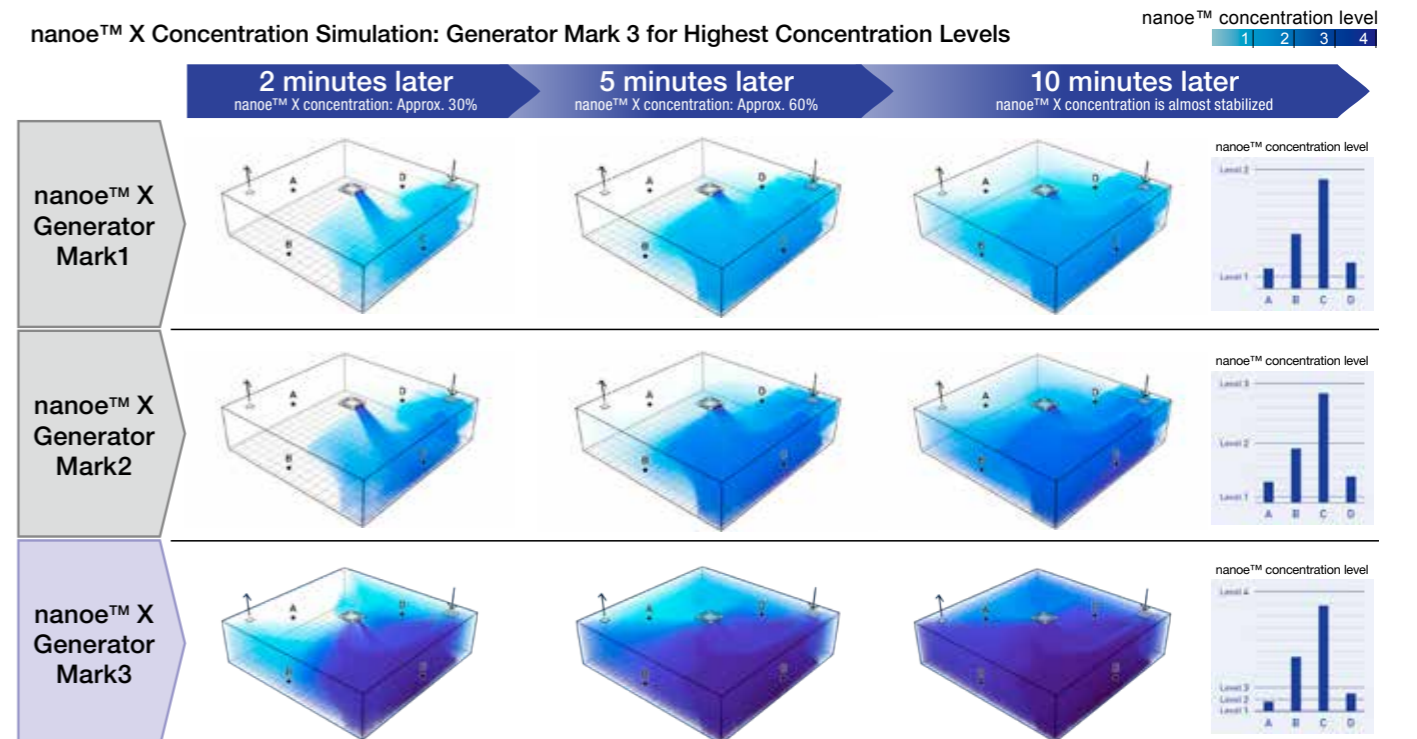 nanoe™ X Concentration Simulation: Generator Mark 3 for Highest Concentration Levels
nanoe™ concentration level
1 2 3 4
2 minutes later
nanoe™ X concentration: Approx. 30%
5 minutes later
nanoe™ X concentration: Approx. 60%
10 minutes later
nanoe™ X concentration is almost stabilized
nanoe™ X
Generator
Mark1
A
D
B
C
A
D
B
A
D
nanoe™ concentration level
Level 2
Level 1
A B C D
nanoe™ X
Generator
Mark2
A
D
B
A
D
B
A
D
nanoe™ concentration level
Level 3
Level 2
Level 1
A B C D
nanoe™ X
Generator
Mark3
A
D
B
A
D
A
nanoe™ concentration level
Level 4
Level 3
Level 2
Level 1
A B C D